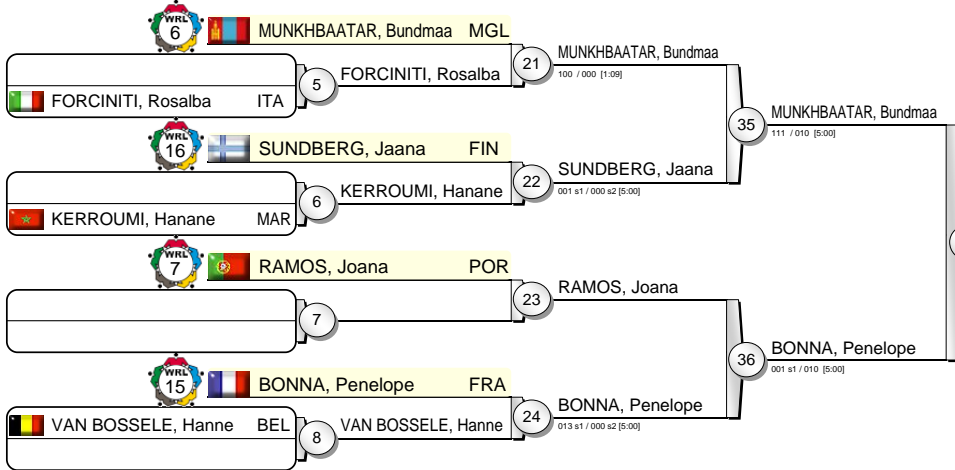 WRL
6
MUNKHBAATAR, Bundmaa MGL
FORCINITI, Rosalba ITA
5
FORCINITI, Rosalba
21
MUNKHBAATAR, Bundmaa
100 / 000 [1:09]
WRL
16
SUNDBERG, Jaana FIN
KERROUMI, Hanane MAR
6
KERROUMI, Hanane
22
SUNDBERG, Jaana
001 s1 / 000 s2 [5:00]
35
MUNKHBAATAR, Bundmaa
111 / 010 [5:00]
WRL
7
RAMOS, Joana POR
7
23
RAMOS, Joana
WRL
15
BONNA, Penelope FRA
VAN BOSSELE, Hanne BEL
8
VAN BOSSELE, Hanne
24
BONNA, Penelope
013 s1 / 000 s2 [5:00]
36
BONNA, Penelope
001 s1 / 010 [5:00]